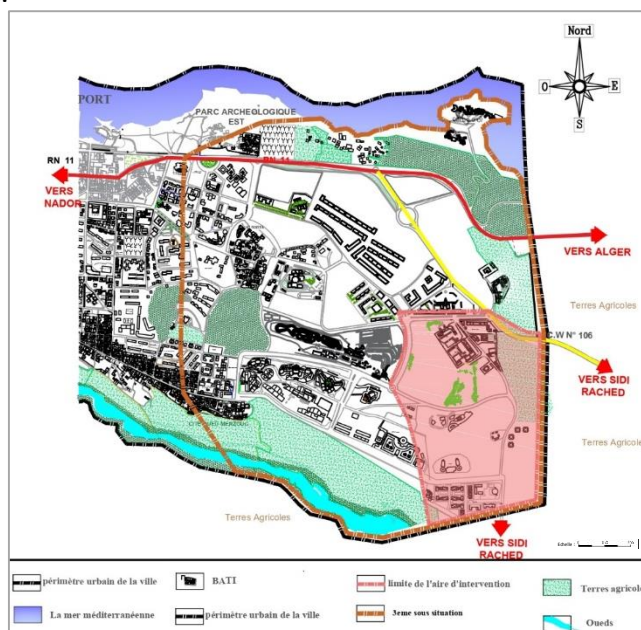 Nord
O
E
S
PORT
PARC ARCHEOLOGIQUE
EST
RN 11
VERS
NADOR
VERS ALGER
Terres Agricoles
C.W N° 106
VERS SIDI
RACHED
Terres Agricoles
Terres Agricoles
VERS SIDI
RACHED
périmètre urbain de la ville
BATI
limite de l'aire d'intervention
Terres agricole
La mer méditerranéenne
périmètre urbain de la ville
3eme sous situation
Oueds